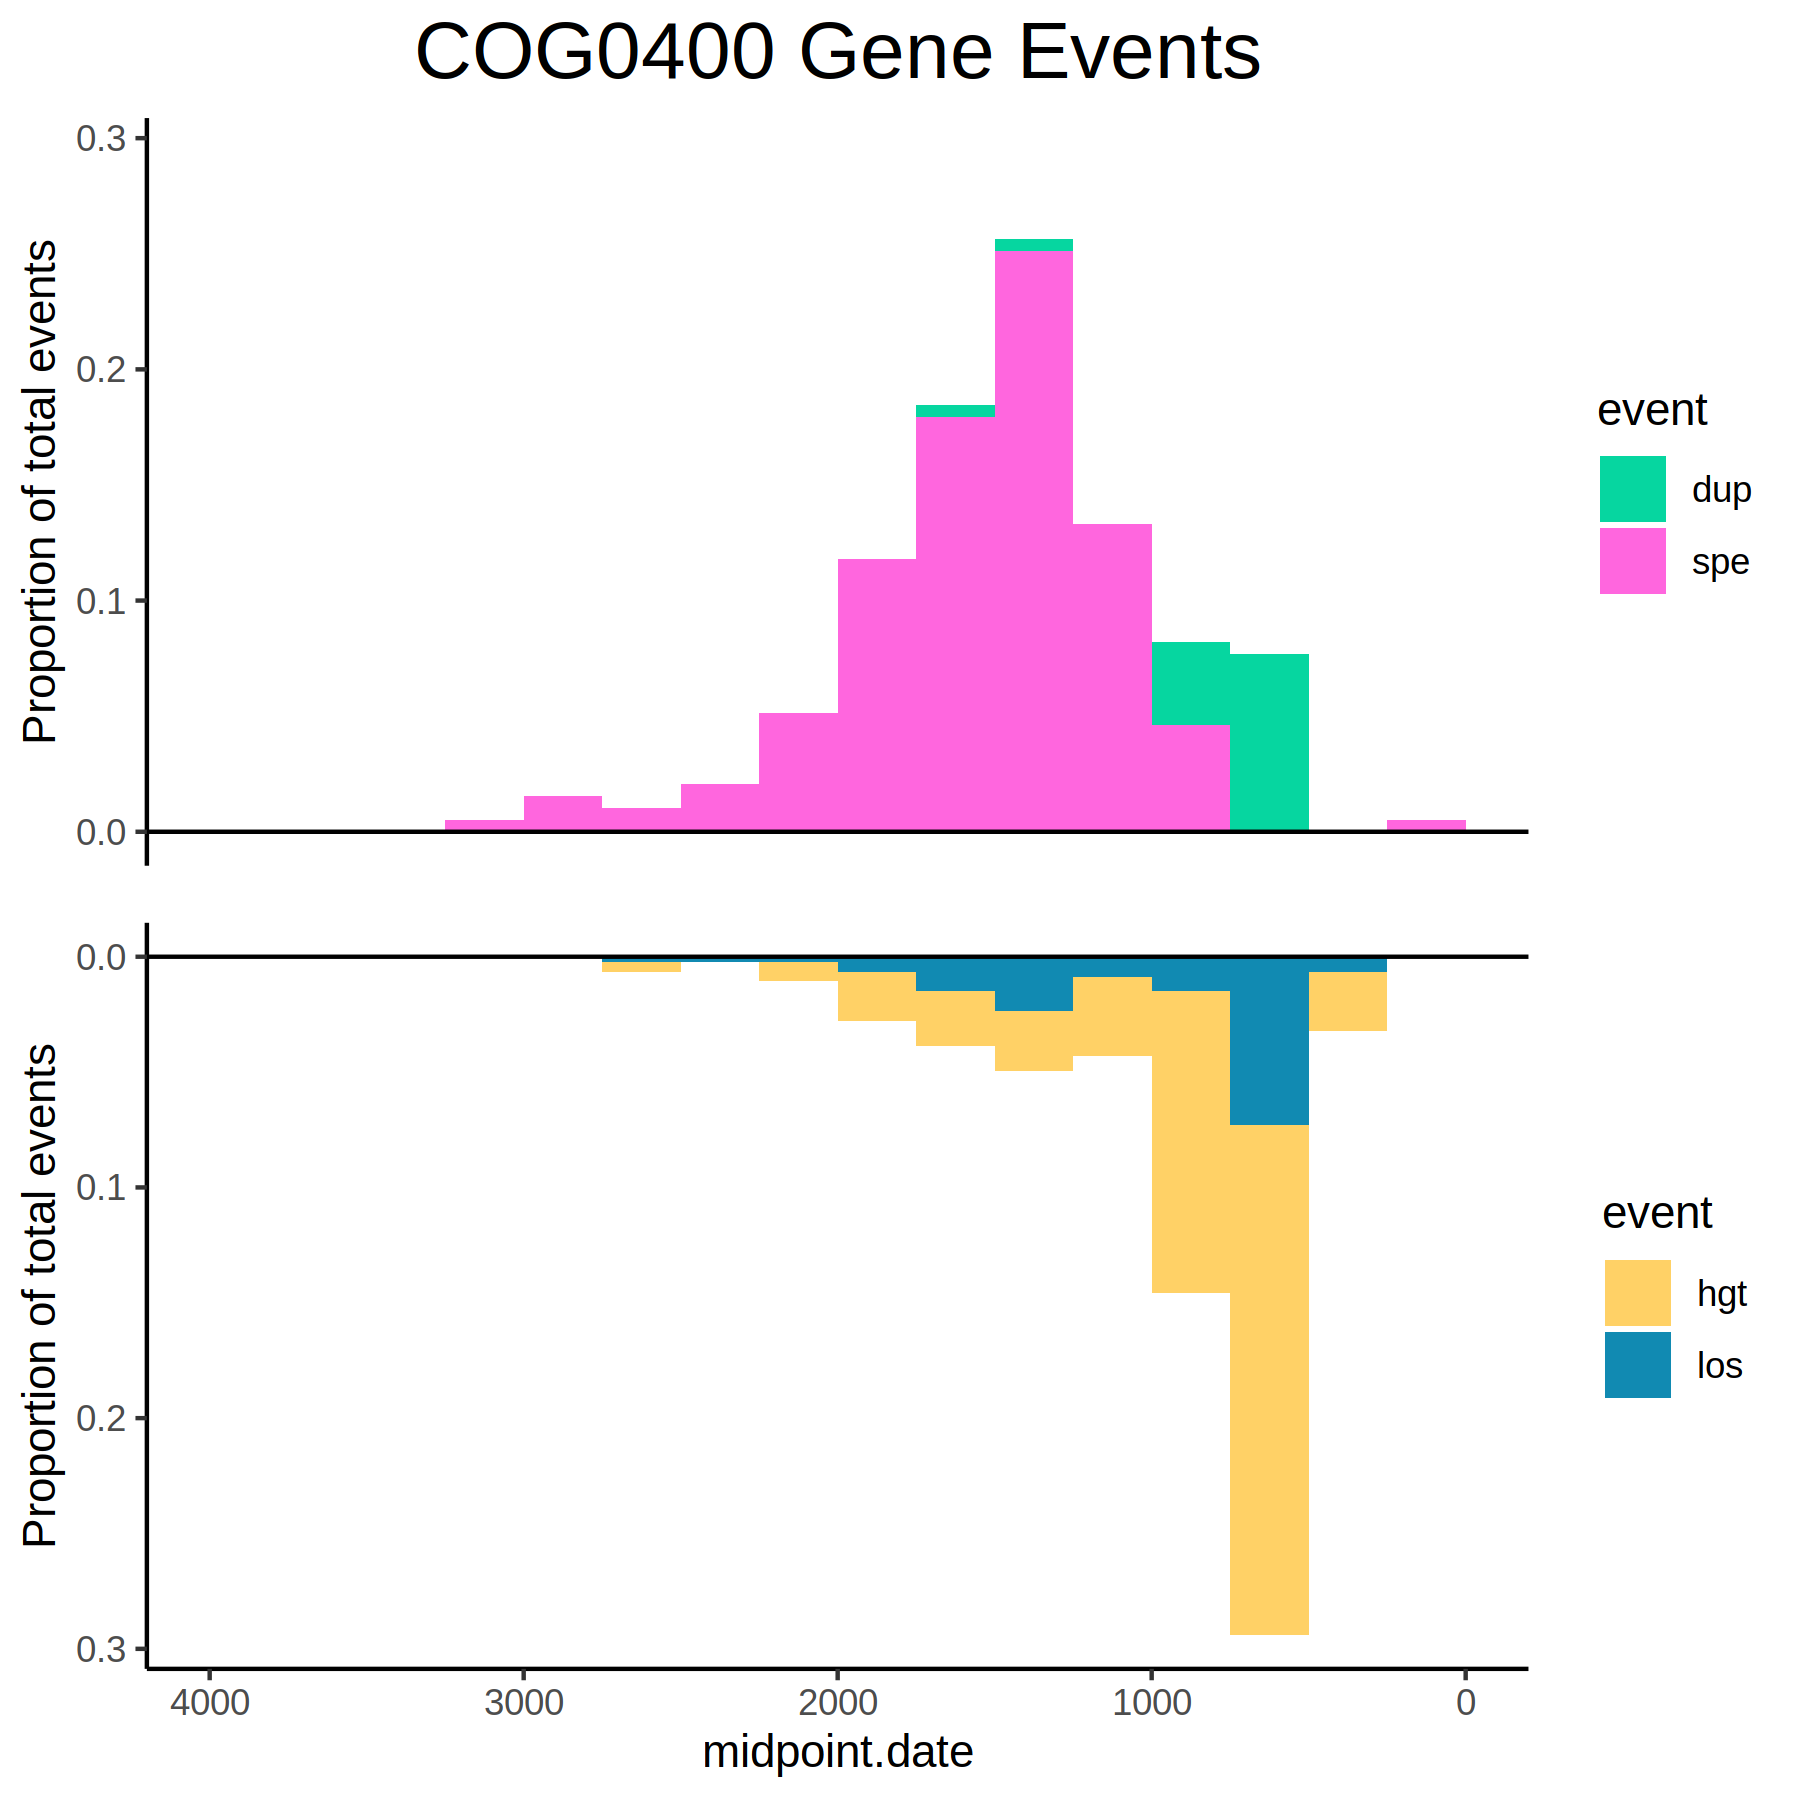 COG0400 Gene Events
Proportion of total events
0.3
0.2
0.1
0.0
event
dup
spe
Proportion of total events
0.0
0.1
0.2
0.3
event
hgt
los
4000 3000 2000 1000 0
midpoint.date